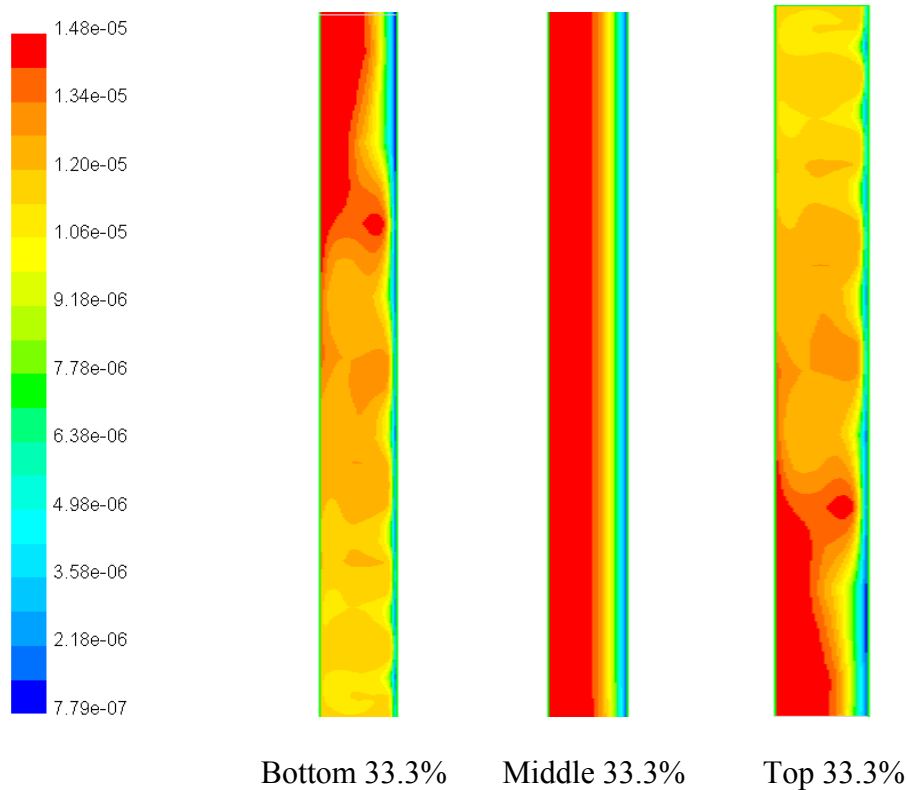 1.48e-05
1.34e-05
1.20e-05
1.06e-05
9.18e-06
7.78e-06
6.38e-06
4.98e-06
3.58e-06
2.18e-06
7.79e-07
Bottom 33.3% Middle 33.3% Top 33.3%